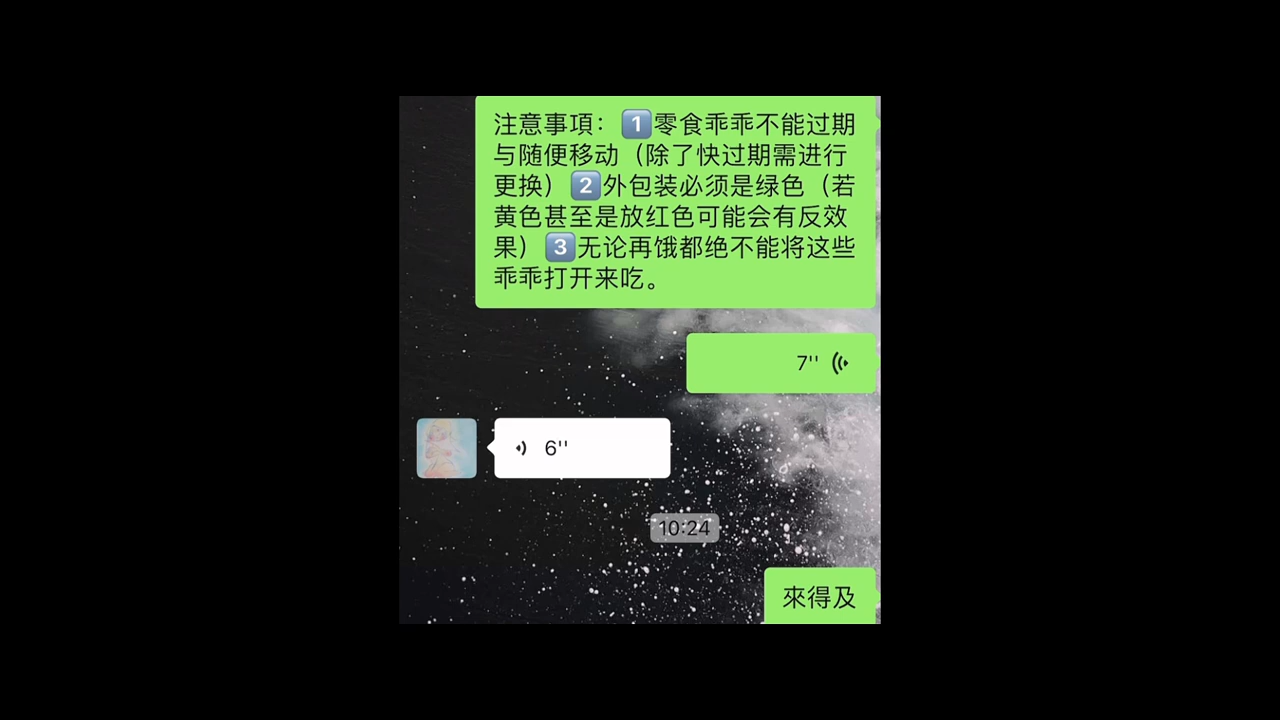 注意事項：1️⃣零食乖乖不能过期
与随便移动（除了快过期需进行
更换）2️⃣外包装必须是绿色（若
黄色甚至是放红色可能会有反效
果）3️⃣无论再饿都绝不能将这些
乖乖打开来吃。
7''
6''
10:24
來得及